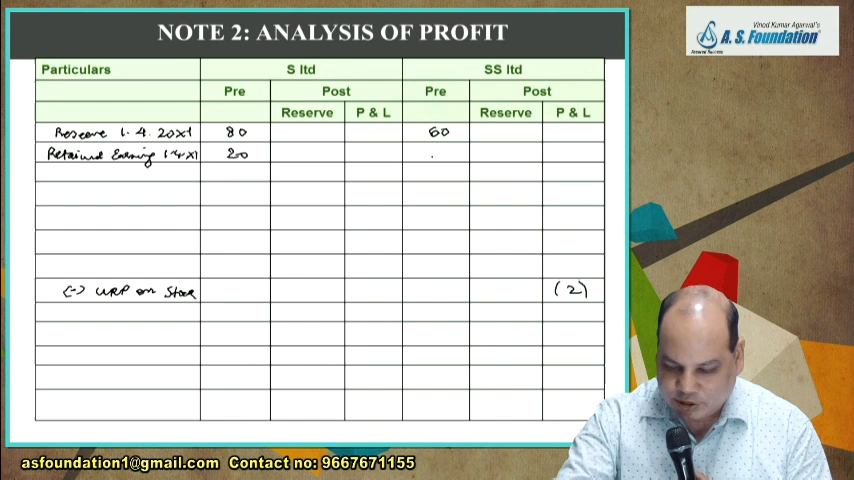 NOTE 2: ANALYSIS OF PROFIT
Vinod Kumar Agarwal's
A. S. Foundation
Assured Success
Particulars S ltd SS ltd
Pre Post Pre Post
Reserve P & L Reserve P & L
Reserve 1.4.20X1 80 60
Retained Earning 1.4.X1 20
(-) URP on Stock (2)
asfoundation1@gmail.com Contact no: 9667671155